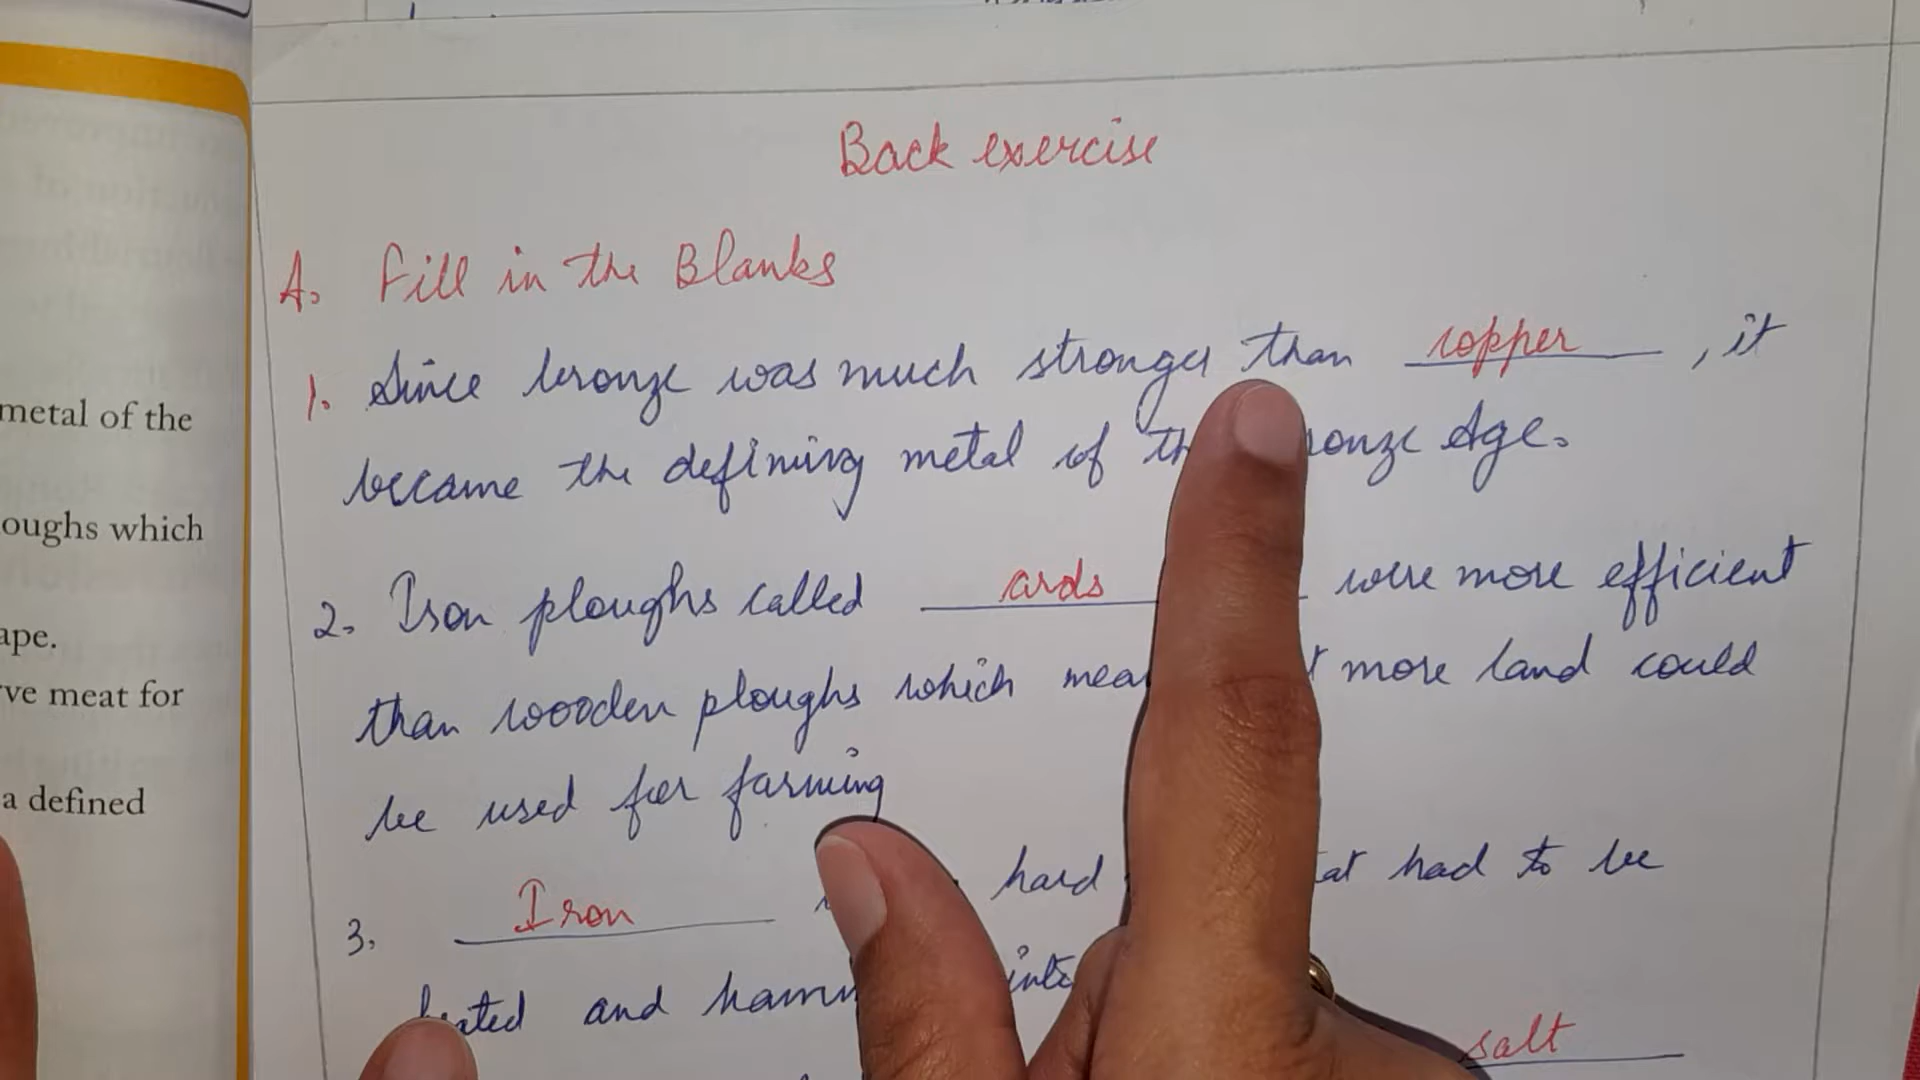 metal of the
oughs which
ape.
ve meat for
a defined
Back exercise
A. Fill in the Blanks
1. Since bronze was much stronger than copper, it
became the defining metal of th onze Age.
2. Iron ploughs called ards were more efficient
than wooden ploughs which mea t more land could
be used for farming
3. Iron hard at had to be
heated and hamm into
salt